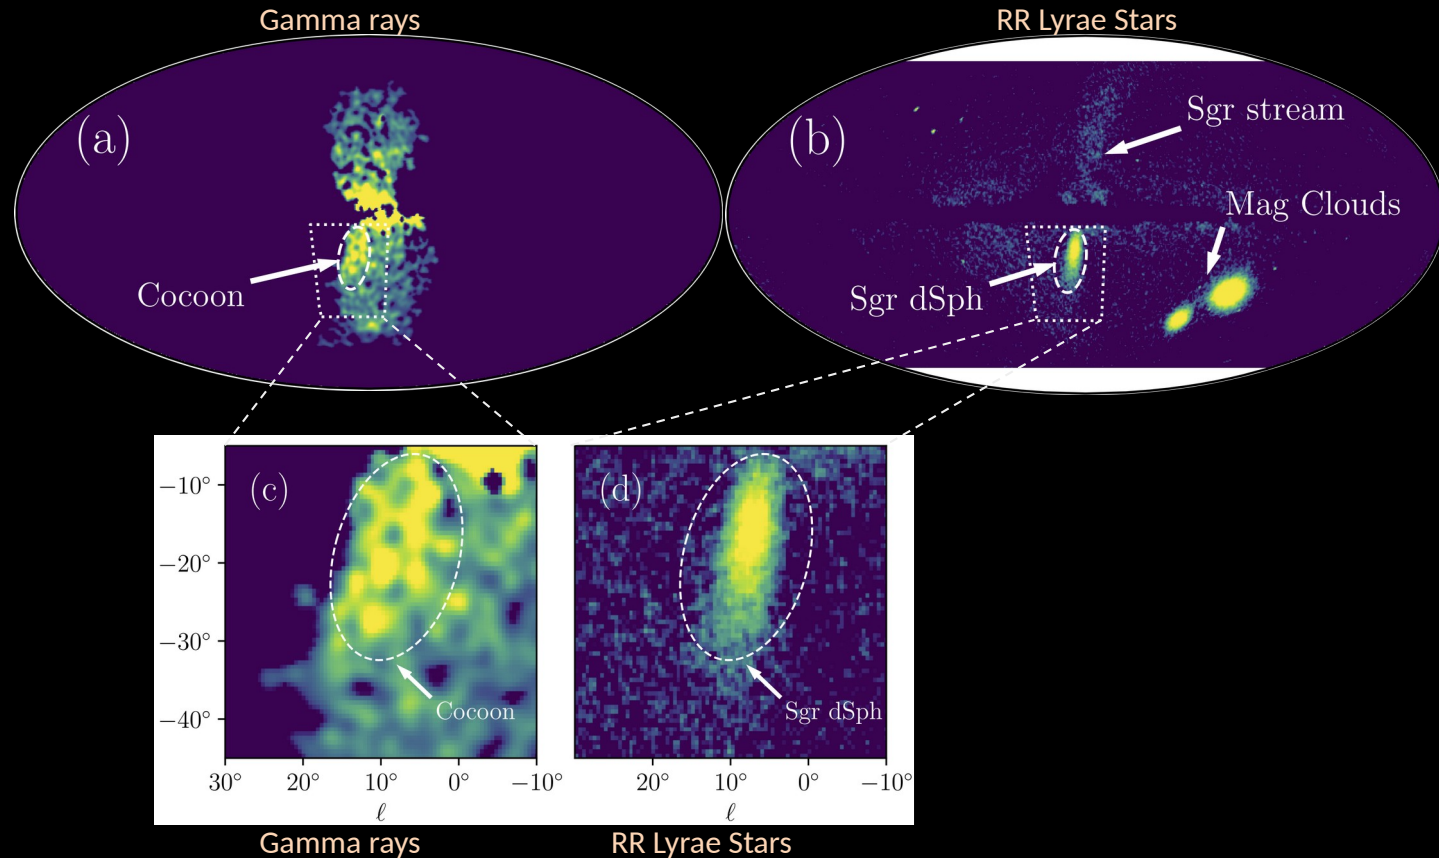 Gamma rays
RR Lyrae Stars
(a)
Cocoon
(b)
Sgr stream
Mag Clouds
Sgr dSph
(c)
Cocoon
−10°
−20°
−30°
−40°
30°
20°
10°
0°
−10°
ℓ
(d)
Sgr dSph
20°
10°
0°
−10°
ℓ
Gamma rays
RR Lyrae Stars